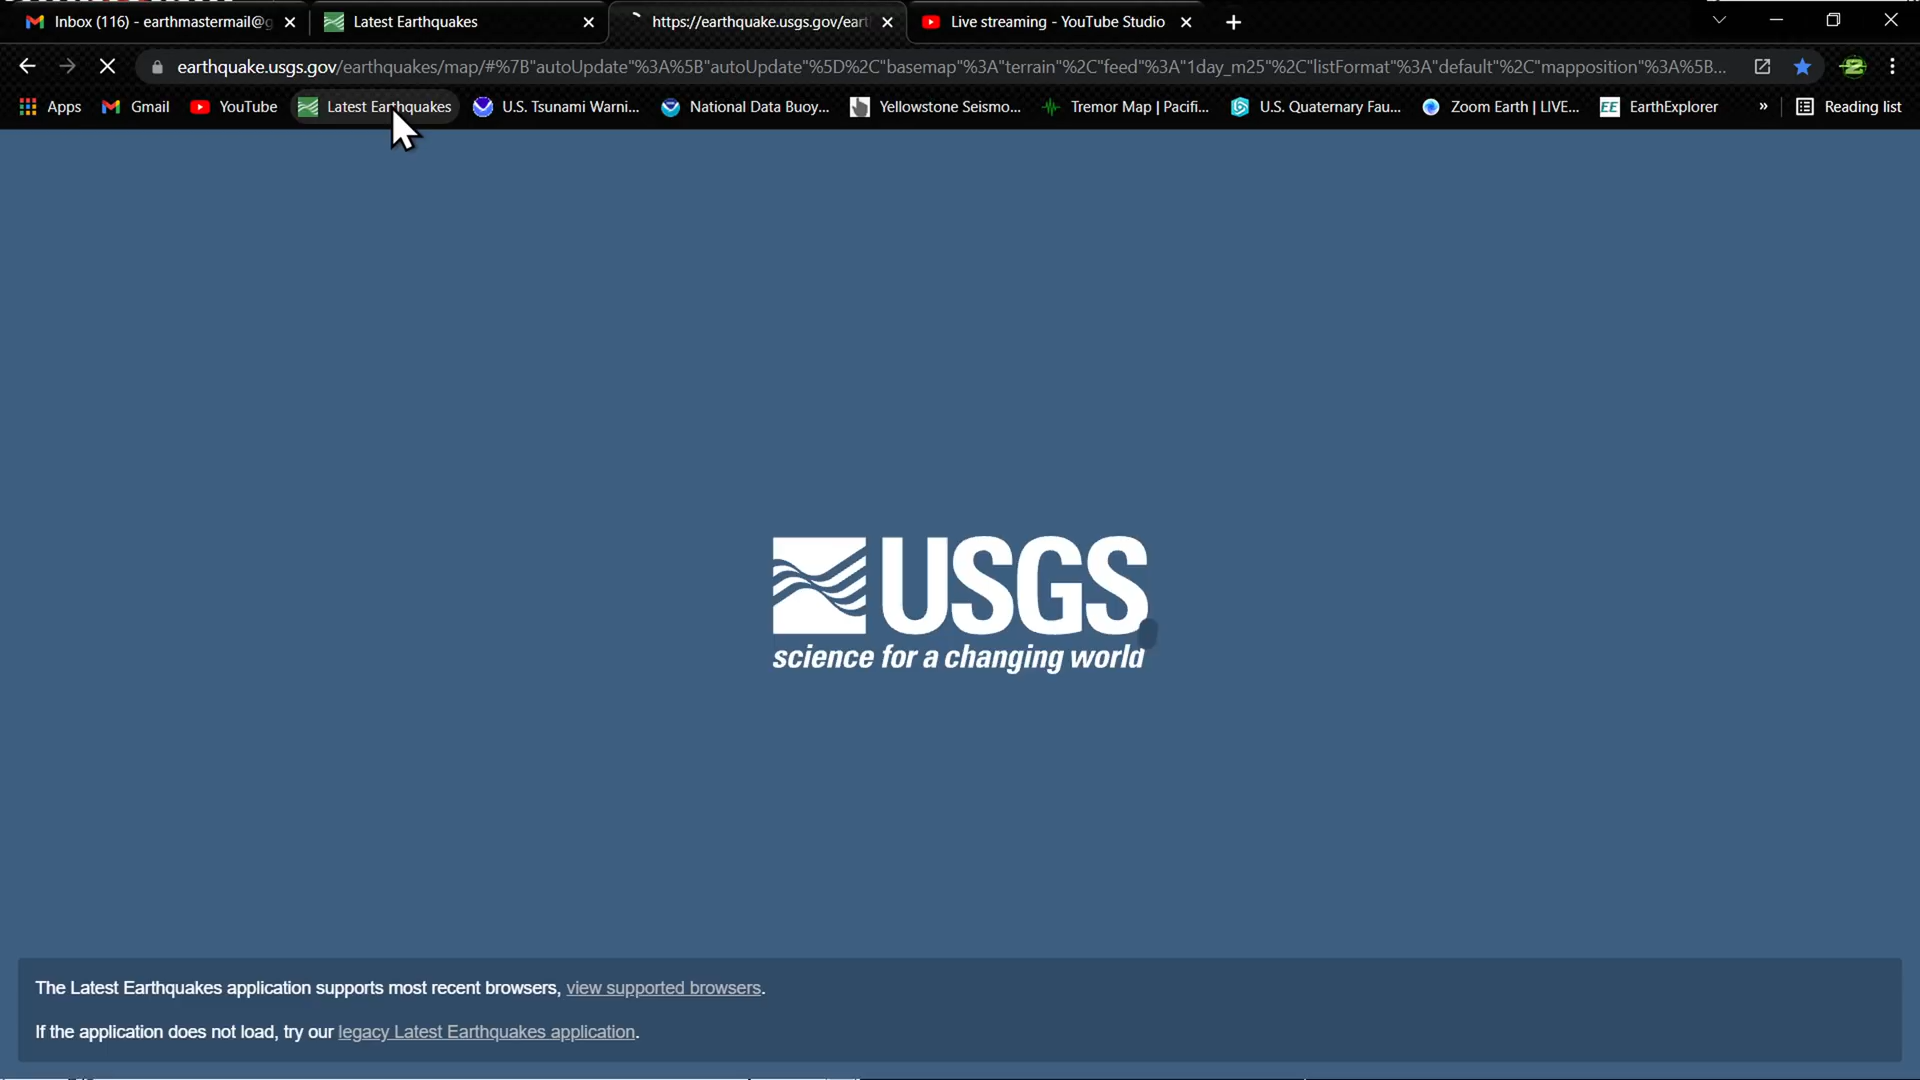 Inbox (116) - earthmastermail@g
Latest Earthquakes
https://earthquake.usgs.gov/eart
Live streaming - YouTube Studio
earthquake.usgs.gov/earthquakes/map/#%7B"autoUpdate"%3A%5B"autoUpdate"%5D%2C"basemap"%3A"terrain"%2C"feed"%3A"1day_m25"%2C"listFormat"%3A"default"%2C"mapposition"%3A%5B...
Apps
Gmail
YouTube
Latest Earthquakes
U.S. Tsunami Warni...
National Data Buoy...
Yellowstone Seismo...
Tremor Map | Pacifi...
U.S. Quaternary Fau...
Zoom Earth | LIVE...
EE EarthExplorer
»
Reading list
USGS
science for a changing world
The Latest Earthquakes application supports most recent browsers, view supported browsers.
If the application does not load, try our legacy Latest Earthquakes application.